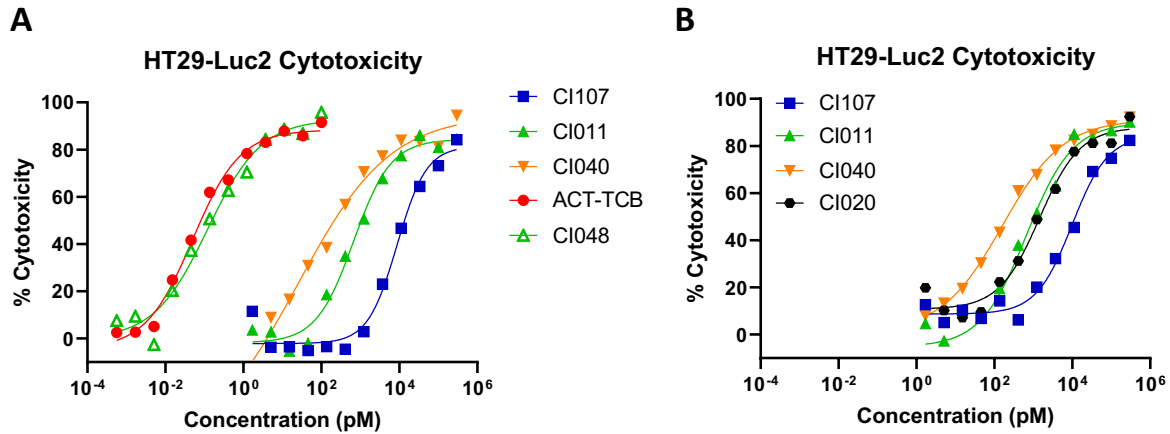 A
HT29-Luc2 Cytotoxicity
% Cytotoxicity
100
80
60
40
20
0
10-4
10-2
100
102
104
106
Concentration (pM)
CI107
CI011
CI040
ACT-TCB
CI048
B
HT29-Luc2 Cytotoxicity
% Cytotoxicity
100
80
60
40
20
0
10-4
10-2
100
102
104
106
Concentration (pM)
CI107
CI011
CI040
CI020